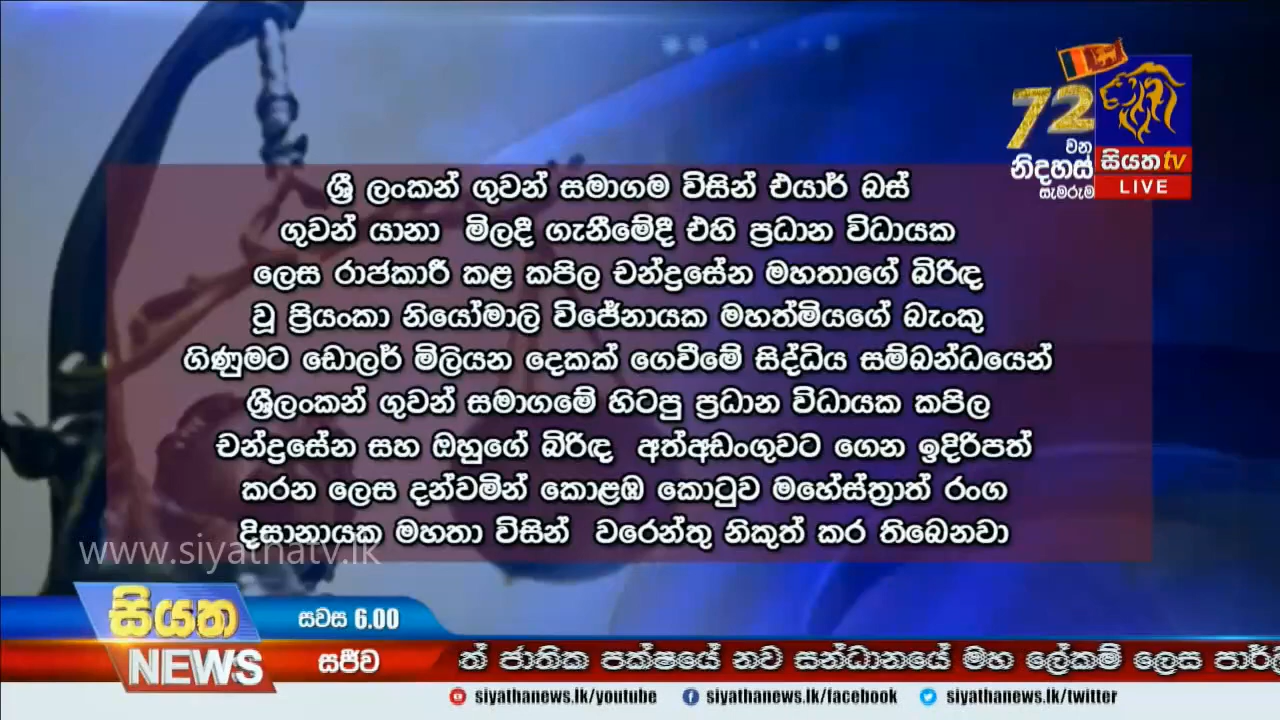 72
වන
නිදහස්
සැමරුම
සියත tv
LIVE
ශ්‍රී ලංකන් ගුවන් සමාගම විසින් එයාර් බස්
ගුවන් යානා මිලදී ගැනීමේදී එහි ප්‍රධාන විධායක
ලෙස රාජකාරී කළ කපිල චන්ද්‍රසේන මහතාගේ බිරිඳ
වූ ප්‍රියංකා නියෝමාලි විජේනායක මහත්මියගේ බැංකු
ගිණුමට ඩොලර් මිලියන දෙකක් ගෙවීමේ සිද්ධිය සම්බන්ධයෙන්
ශ්‍රීලංකන් ගුවන් සමාගමේ හිටපු ප්‍රධාන විධායක කපිල
චන්ද්‍රසේන සහ ඔහුගේ බිරිඳ අත්අඩංගුවට ගෙන ඉදිරිපත්
කරන ලෙස දන්වමින් කොළඹ කොටුව මහේස්ත්‍රාත් රංග
දිසානායක මහතා විසින් වරෙන්තු නිකුත් කර තිබෙනවා
www.siyathatv.lk
සියත
NEWS
සවස 6.00
සජීව
ත් ජාතික පක්ෂයේ නව සන්ධානයේ මහ ලේකම් ලෙස
siyathanews.lk/youtube siyathanews.lk/facebook siyathanews.lk/twitter